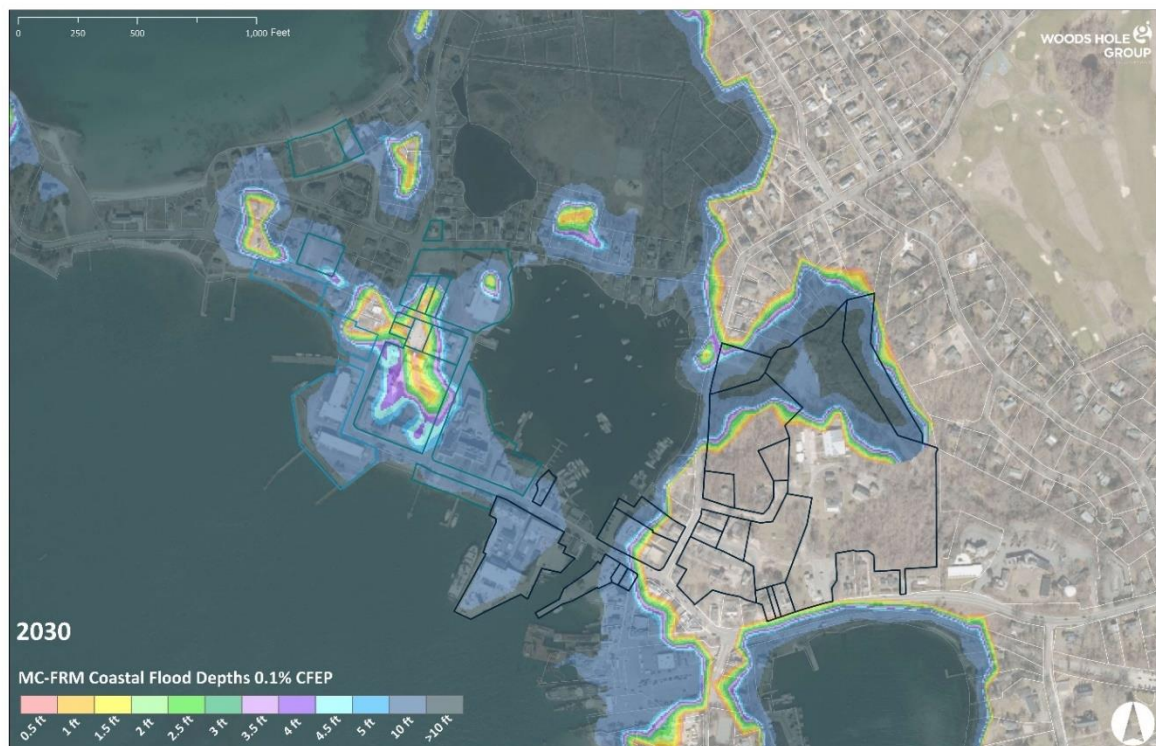 0 250 500 1,000 Feet
WOODS HOLE
GROUP
2030
MC-FRM Coastal Flood Depths 0.1% CFEP
0.5 ft 1 ft 1.5 ft 2 ft 2.5 ft 3 ft 3.5 ft 4 ft 4.5 ft 5 ft 10 ft >10 ft